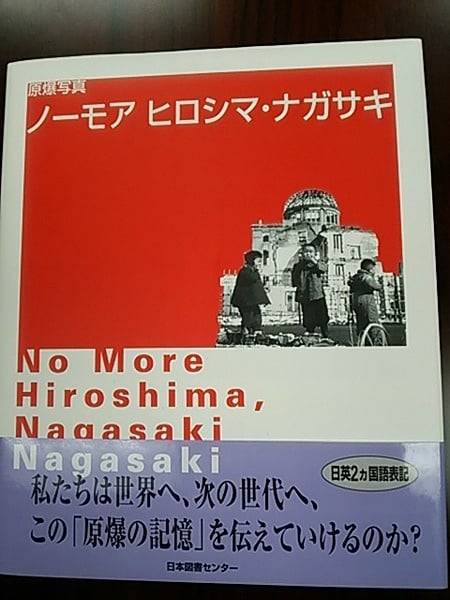 原爆写真
ノーモア ヒロシマ・ナガサキ
No More
Hiroshima,
Nagasaki
Nagasaki
日英2ヵ国語表記
私たちは世界へ、次の世代へ、
この「原爆の記憶」を伝えていけるのか?
日本図書センター